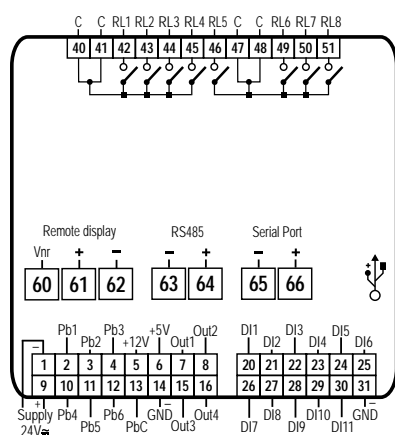 C C RL1 RL2 RL3 RL4 RL5 C C RL6 RL7 RL8
40 41 42 43 44 45 46 47 48 49 50 51
Remote display RS485 Serial Port
Vnr + − − + − +
60 61 62 63 64 65 66
Pb1 Pb3 +5V Out2 DI1 DI3 DI5
Pb2 +12V Out1 DI2 DI4 DI6
− 1 2 3 4 5 6 7 8 20 21 22 23 24 25
9 10 11 12 13 14 15 16 26 27 28 29 30 31
+ − −
Supply Pb4 Pb6 GND Out4 DI8 DI10 GND
24V≂ Pb5 PbC Out3 DI7 DI9 DI11